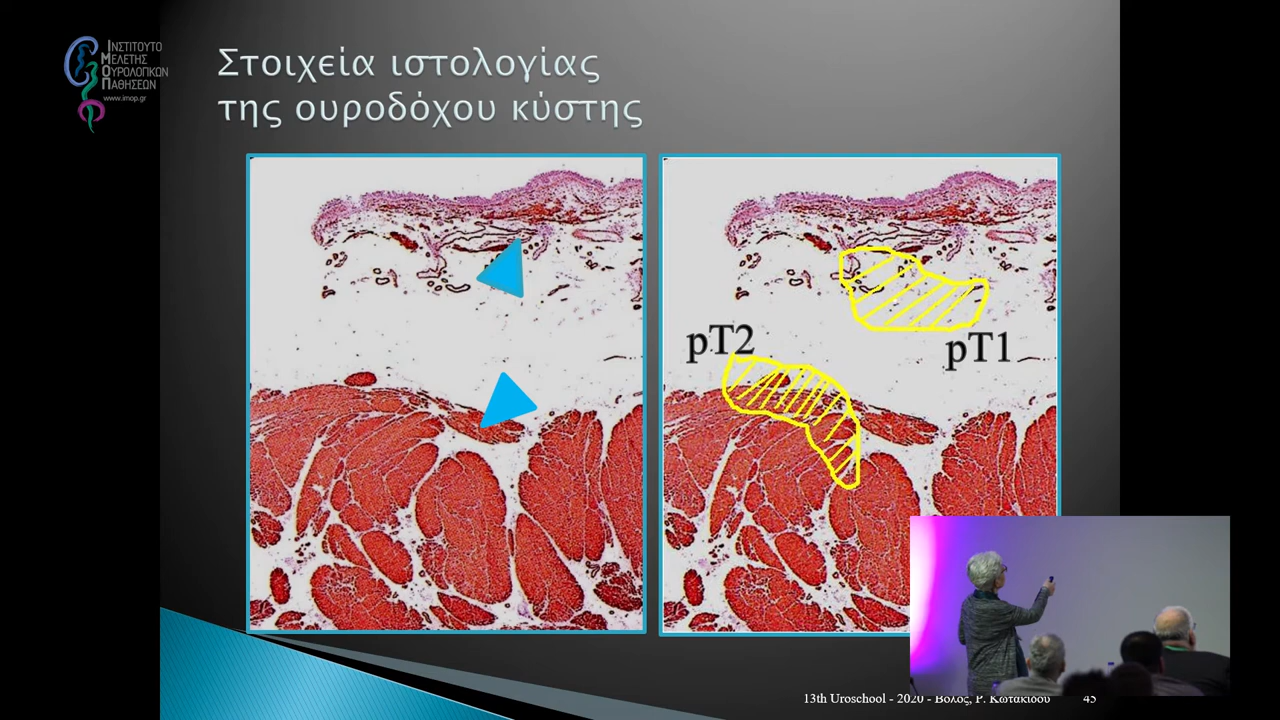 ΙΝΣΤΙΤΟΥΤΟ
ΜΕΛΕΤΗΣ
ΟΥΡΟΛΟΓΙΚΩΝ
ΠΑΘΗΣΕΩΝ
www.imop.gr
Στοιχεία ιστολογίας
της ουροδόχου κύστης
pT2
pT1
13th Uroschool - 2020 - Βόλος, Ρ. Κωτακίδου
45